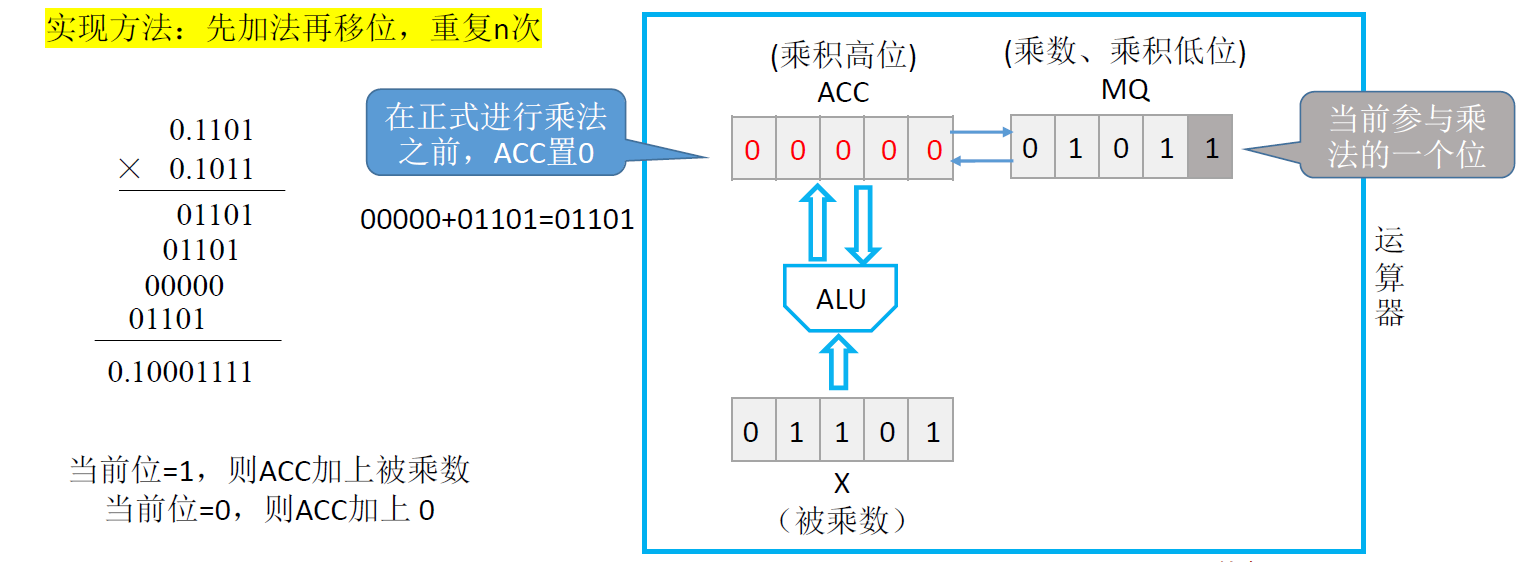 实现方法：先加法再移位，重复n次
0.1101
× 0.1011
01101
01101
00000
01101
0.10001111
当前位=1，则ACC加上被乘数
当前位=0，则ACC加上 0
在正式进行乘法
之前，ACC置0
00000+01101=01101
(乘积高位)
ACC
0 0 0 0 0
(乘数、乘积低位)
MQ
0 1 0 1 1
当前参与乘
法的一个位
ALU
0 1 1 0 1
X
（被乘数）
运
算
器